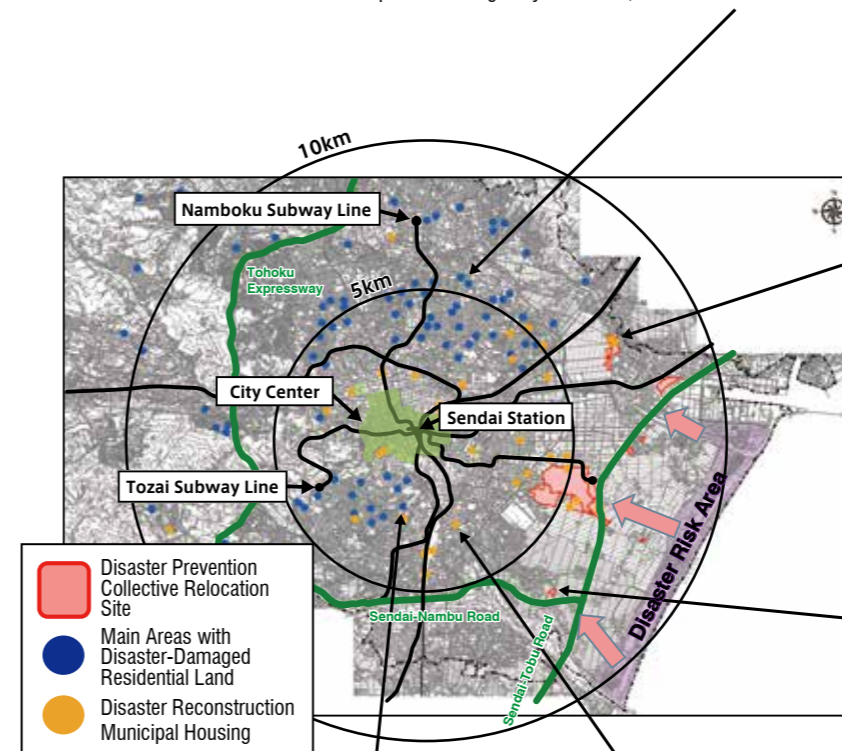 10km
Namboku Subway Line
Tohoku
Expressway
5km
City Center
Sendai Station
Tozai Subway Line
Disaster Risk Area
Sendai-Nambu Road
Sendai-Tobu Road
Disaster Prevention
Collective Relocation
Site
Main Areas with
Disaster-Damaged
Residential Land
Disaster Reconstruction
Municipal Housing